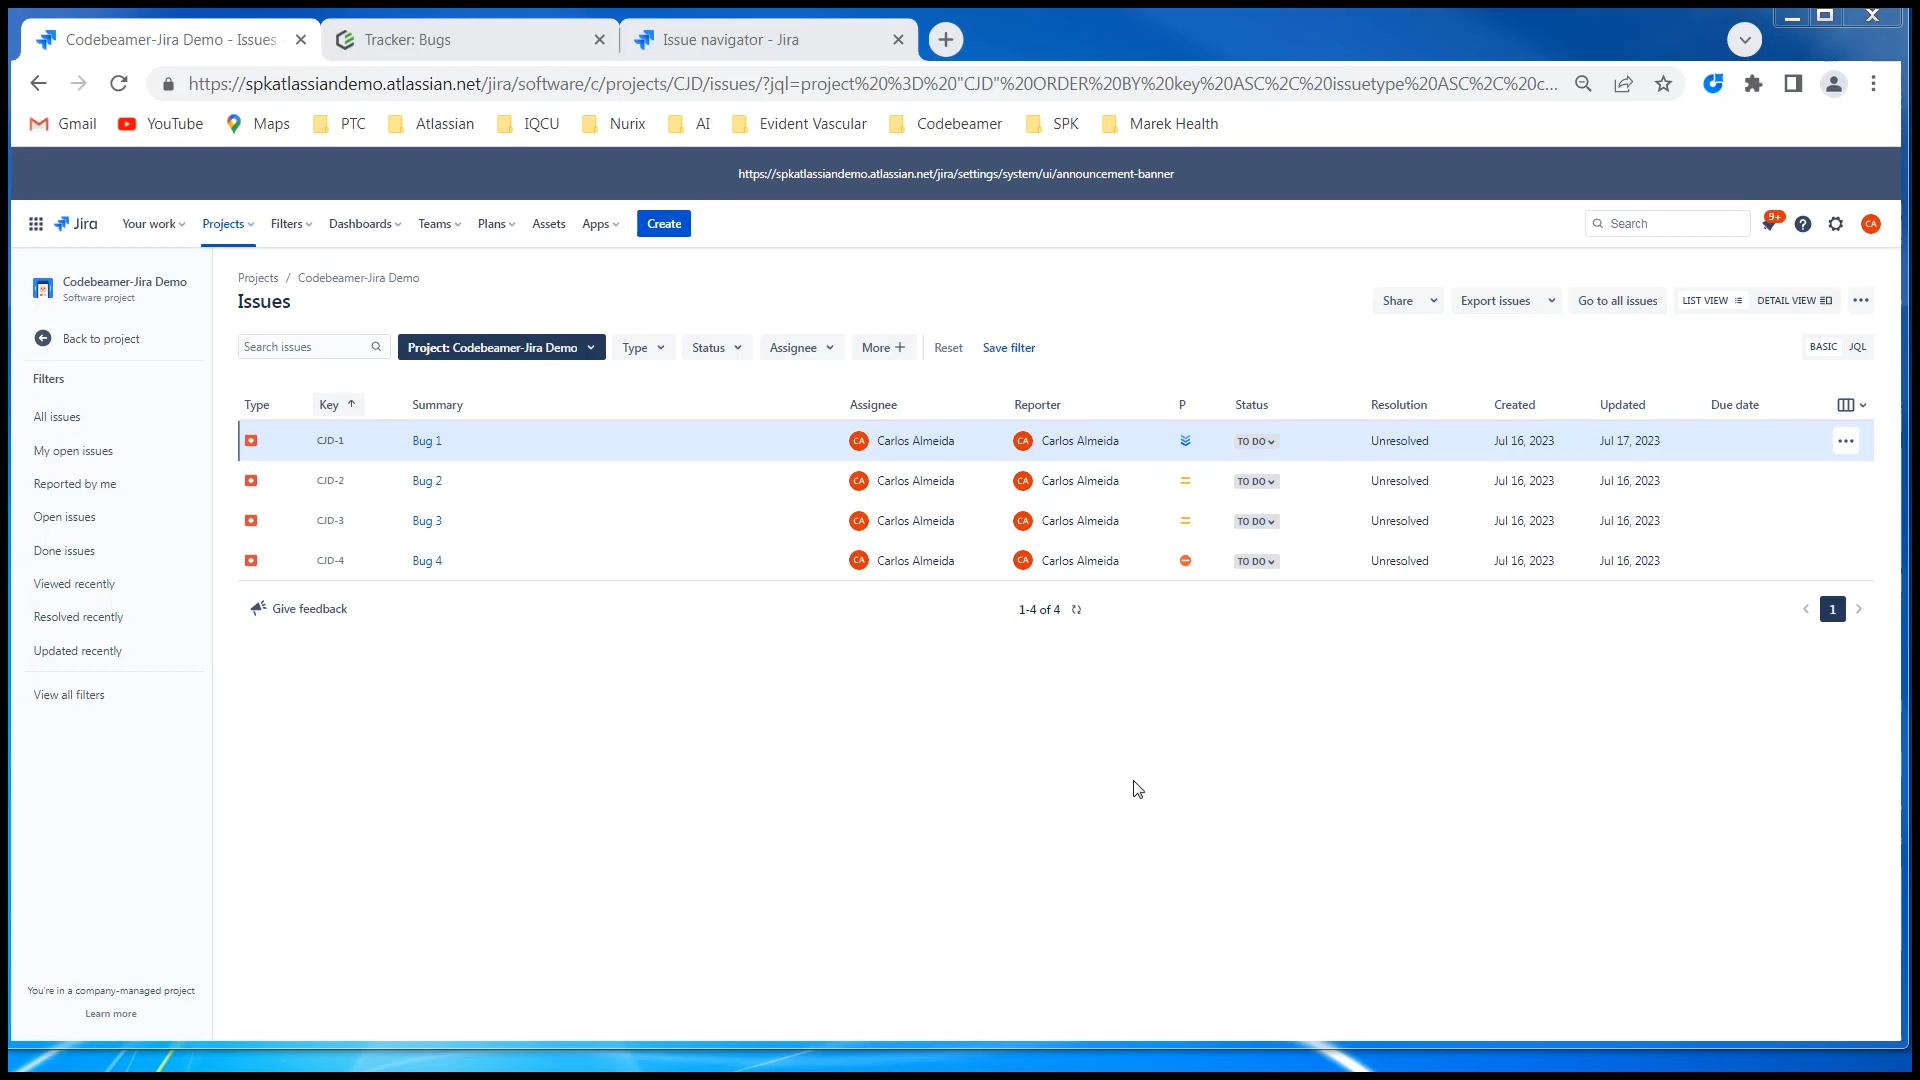 Codebeamer-Jira Demo - Issues
Tracker: Bugs
Issue navigator - Jira
https://spkatlassiandemo.atlassian.net/jira/software/c/projects/CJD/issues/?jql=project%20%3D%20"CJD"%20ORDER%20BY%20key%20ASC%2C%20issuetype%20ASC%2C%20c...
Gmail YouTube Maps PTC Atlassian IQCU Nurix AI Evident Vascular Codebeamer SPK Marek Health
https://spkatlassiandemo.atlassian.net/jira/settings/system/ui/announcement-banner
Jira Your work Projects Filters Dashboards Teams Plans Assets Apps Create Search 9+ CA
Codebeamer-Jira Demo
Software project
Back to project
Filters
All issues
My open issues
Reported by me
Open issues
Done issues
Viewed recently
Resolved recently
Updated recently
View all filters
You're in a company-managed project
Learn more
Projects / Codebeamer-Jira Demo
Issues
Share Export issues Go to all issues LIST VIEW DETAIL VIEW
Search issues Project: Codebeamer-Jira Demo Type Status Assignee More + Reset Save filter BASIC JQL
Type Key Summary Assignee Reporter P Status Resolution Created Updated Due date
CJD-1 Bug 1 CA Carlos Almeida CA Carlos Almeida TO DO Unresolved Jul 16, 2023 Jul 17, 2023
CJD-2 Bug 2 CA Carlos Almeida CA Carlos Almeida TO DO Unresolved Jul 16, 2023 Jul 16, 2023
CJD-3 Bug 3 CA Carlos Almeida CA Carlos Almeida TO DO Unresolved Jul 16, 2023 Jul 16, 2023
CJD-4 Bug 4 CA Carlos Almeida CA Carlos Almeida TO DO Unresolved Jul 16, 2023 Jul 16, 2023
Give feedback 1-4 of 4 1